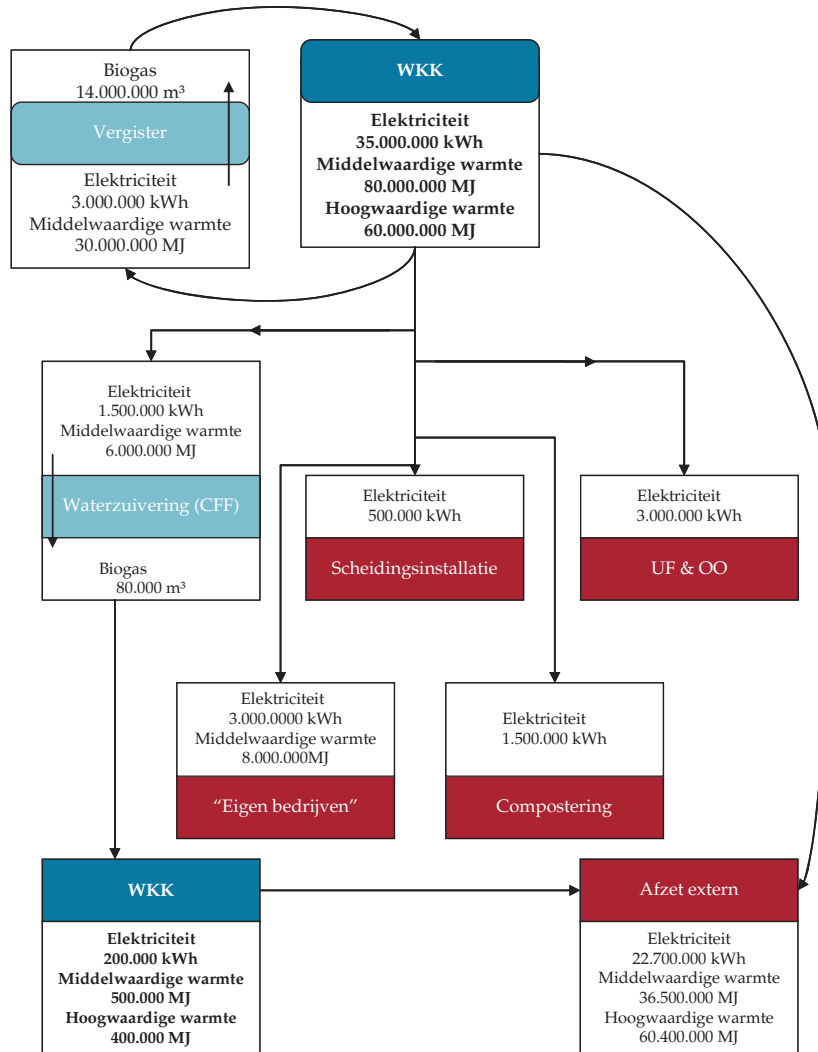 Biogas
14.000.000 m³
Vergister
Elektriciteit
3.000.000 kWh
Middelwaardige warmte
30.000.000 MJ
WKK
Elektriciteit
35.000.000 kWh
Middelwaardige warmte
80.000.000 MJ
Hoogwaardige warmte
60.000.000 MJ
Elektriciteit
1.500.000 kWh
Middelwaardige warmte
6.000.000 MJ
Waterzuivering (CFF)
Biogas
80.000 m³
Elektriciteit
500.000 kWh
Scheidingsinstallatie
Elektriciteit
3.000.000 kWh
UF & OO
Elektriciteit
3.000.0000 kWh
Middelwaardige warmte
8.000.000MJ
“Eigen bedrijven”
Elektriciteit
1.500.000 kWh
Compostering
WKK
Elektriciteit
200.000 kWh
Middelwaardige warmte
500.000 MJ
Hoogwaardige warmte
400.000 MJ
Afzet extern
Elektriciteit
22.700.000 kWh
Middelwaardige warmte
36.500.000 MJ
Hoogwaardige warmte
60.400.000 MJ